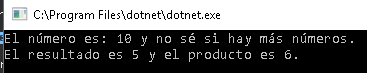 C:\Program Files\dotnet\dotnet.exe
El número es: 10 y no sé si hay más números.
El resultado es 5 y el producto es 6.